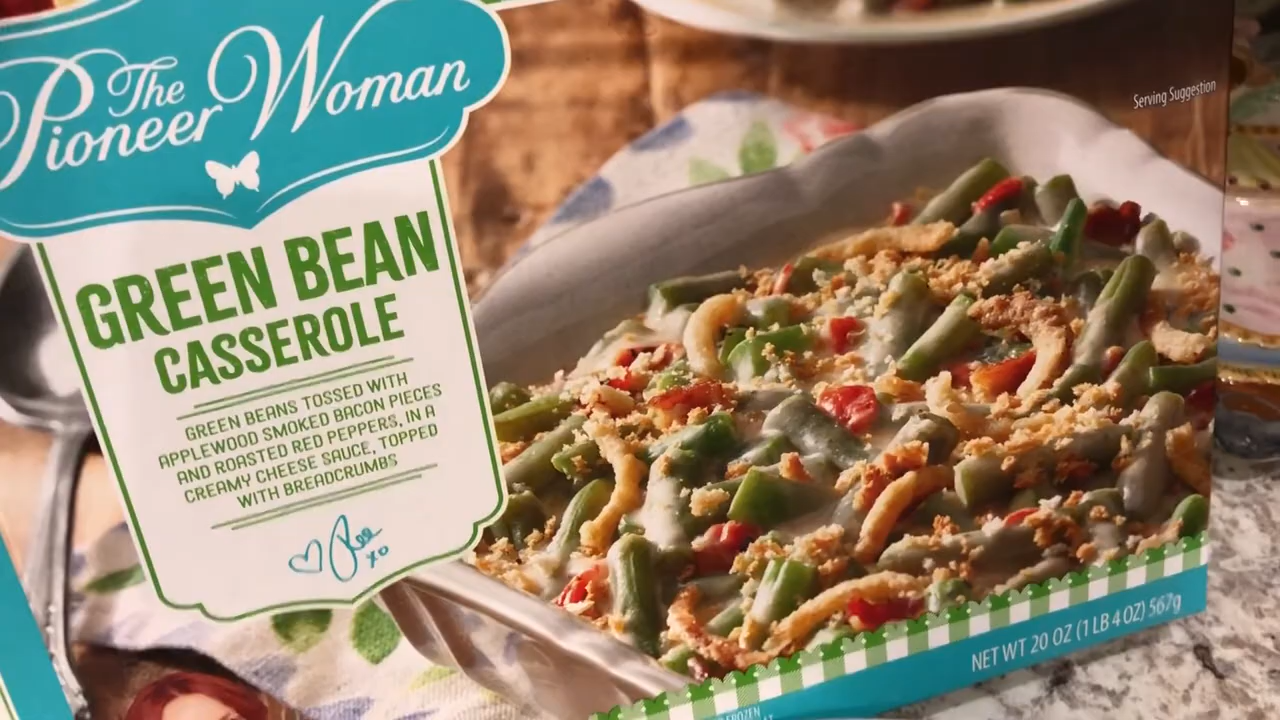 The
Pioneer Woman
GREEN BEAN
CASSEROLE
GREEN BEANS TOSSED WITH
APPLEWOOD SMOKED BACON PIECES
AND ROASTED RED PEPPERS, IN A
CREAMY CHEESE SAUCE, TOPPED
WITH BREADCRUMBS
Ree
xo
Serving Suggestion
NET WT 20 OZ (1 LB 4 OZ) 567g
FROZEN